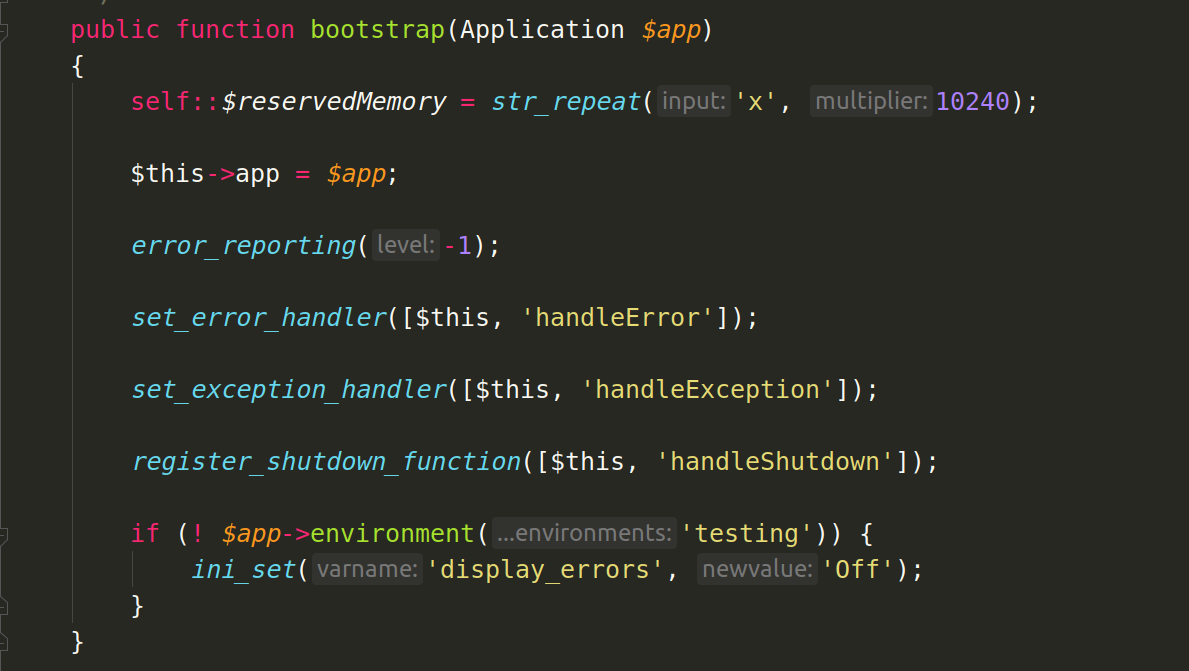 public function bootstrap(Application $app)
{
self::$reservedMemory = str_repeat( input: 'x', multiplier: 10240);
$this->app = $app;
error_reporting( level: -1);
set_error_handler([$this, 'handleError']);
set_exception_handler([$this, 'handleException']);
register_shutdown_function([$this, 'handleShutdown']);
if (! $app->environment( ...environments: 'testing')) {
ini_set( varname: 'display_errors', newvalue: 'Off');
}
}